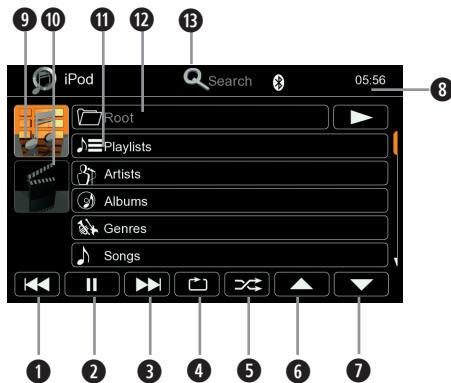 9 10 11 12 13
iPod Search 05:56
8
Root
Playlists
Artists
Albums
Genres
Songs
1 2 3 4 5 6 7